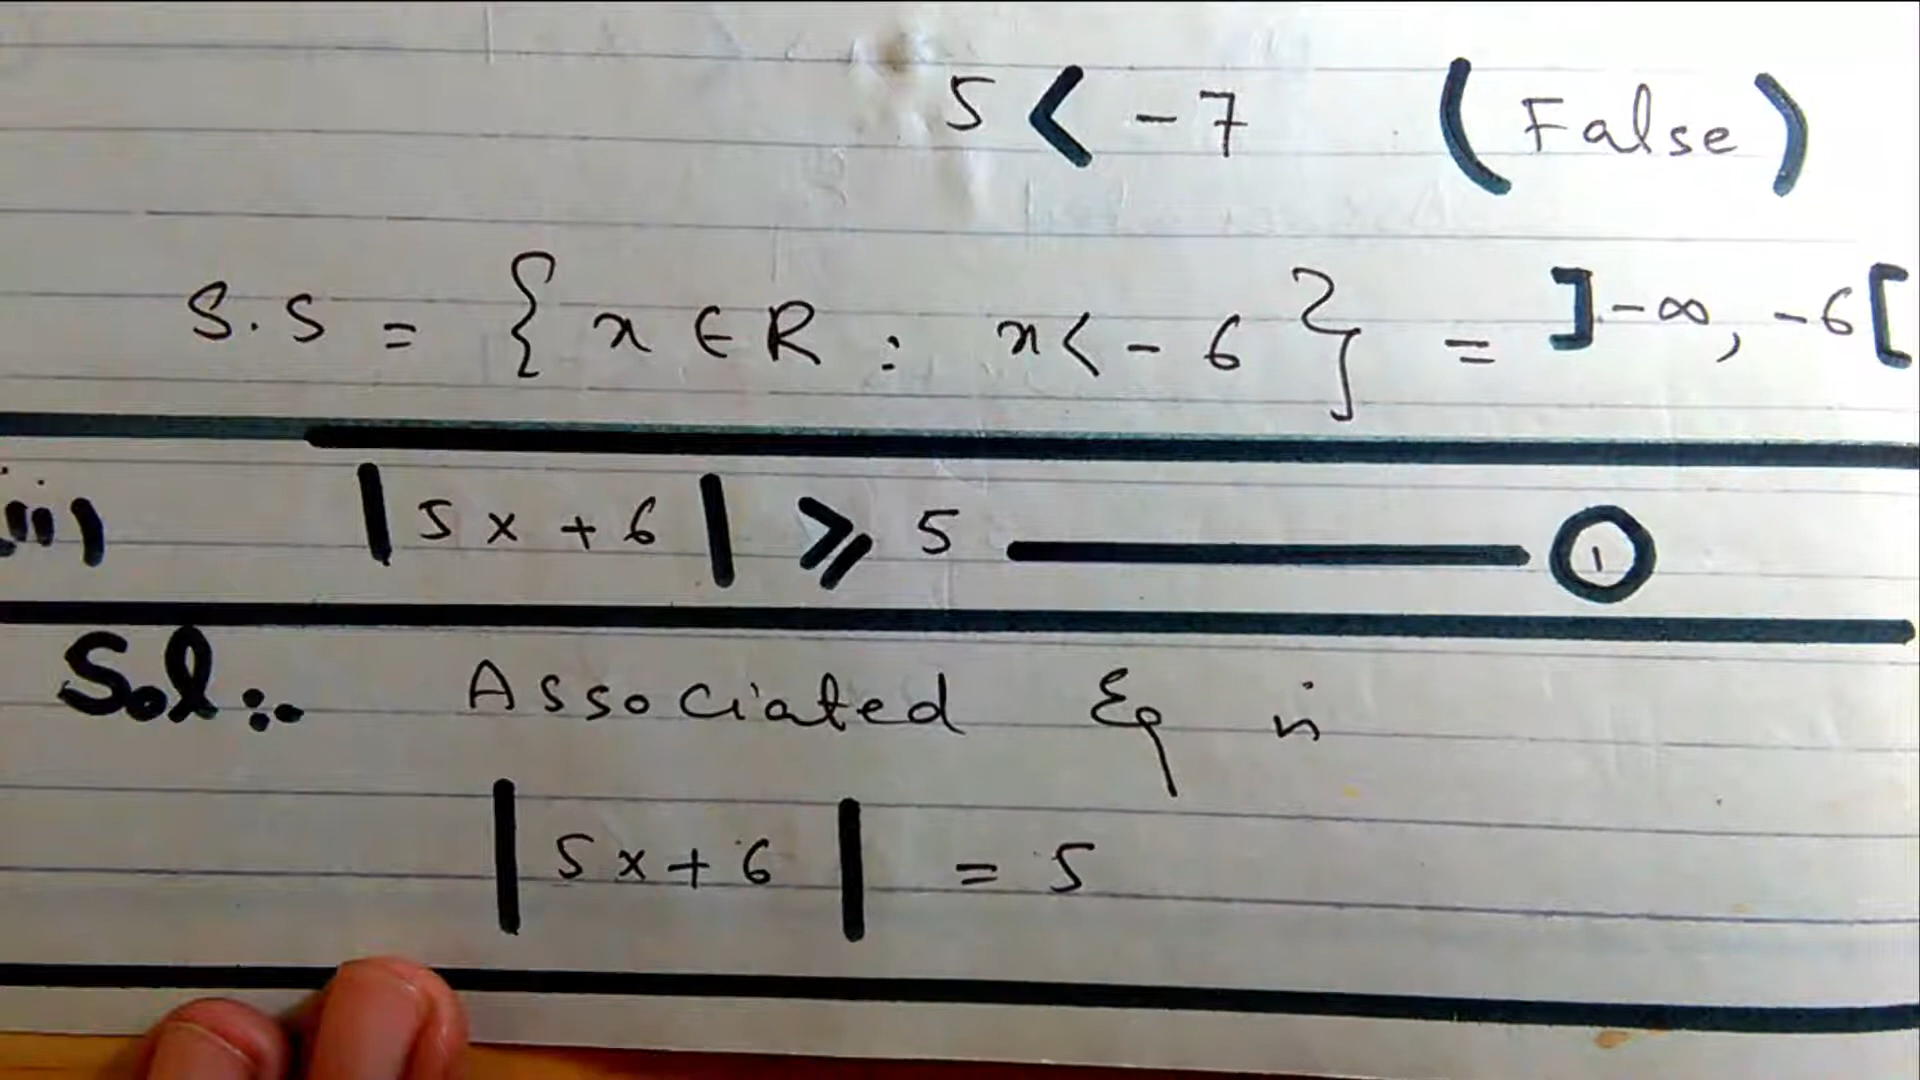 5 < -7 (False)
S.S = { x ∈ R : x < -6 } = ]-∞, -6[
ii) |5x + 6| ⩾ 5 ——— ①
Sol:- Associated Eq is
|5x + 6| = 5